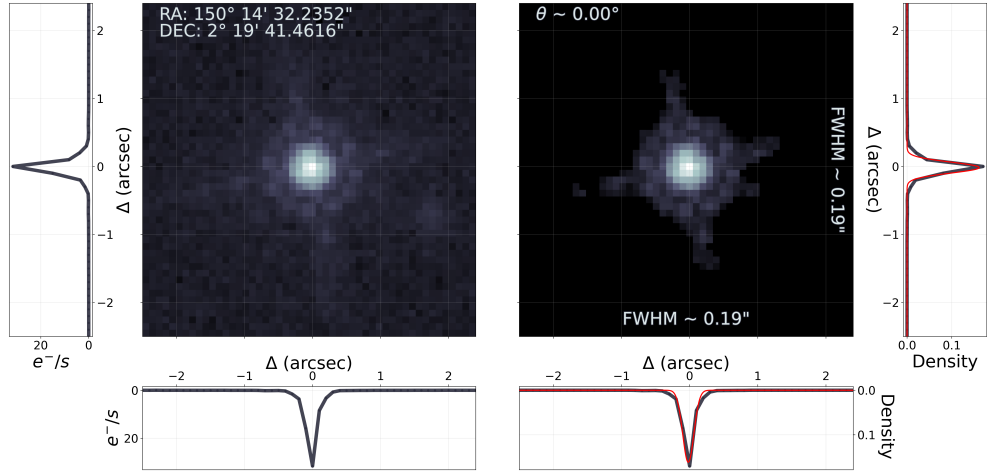 RA: 150° 14' 32.2352"
DEC: 2° 19' 41.4616"
θ ~ 0.00°
FWHM ~ 0.19"
FWHM ~ 0.19"
2
1
0
−1
−2
Δ (arcsec)
20
0
e⁻/s
2
1
0
−1
−2
Δ (arcsec)
0.0
0.1
Density
Δ (arcsec)
−2
−1
0
1
2
0
20
e⁻/s
Δ (arcsec)
−2
−1
0
1
2
0.0
0.1
Density